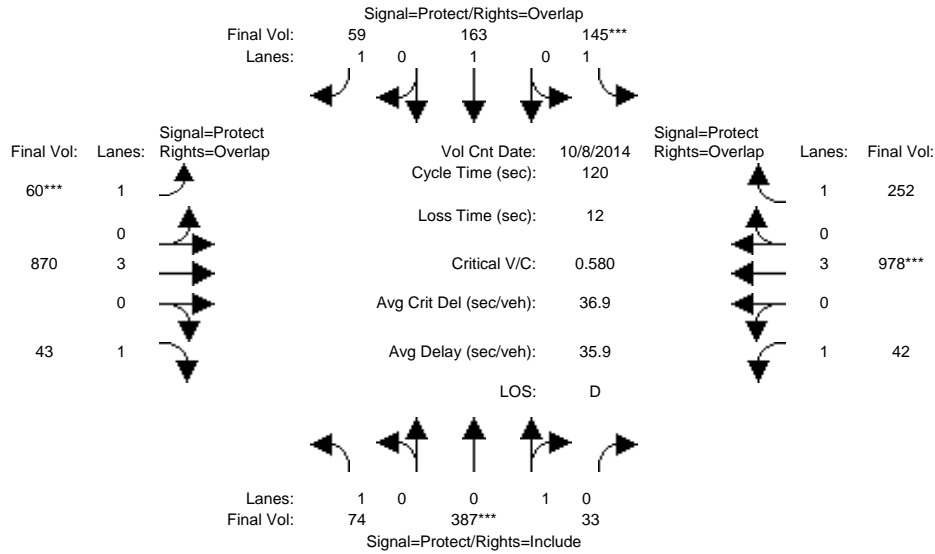 Signal=Protect/Rights=Overlap
Final Vol: 59 163 145***
Lanes: 1 0 1 0 1
Signal=Protect Signal=Protect
Final Vol: Lanes: Rights=Overlap Vol Cnt Date: 10/8/2014 Rights=Overlap Lanes: Final Vol:
Cycle Time (sec): 120
60*** 1 1 252
Loss Time (sec): 12
0 0
870 3 Critical V/C: 0.580 3 978***
0 Avg Crit Del (sec/veh): 36.9 0
43 1 Avg Delay (sec/veh): 35.9 1 42
LOS: D
Lanes: 1 0 0 1 0
Final Vol: 74 387*** 33
Signal=Protect/Rights=Include